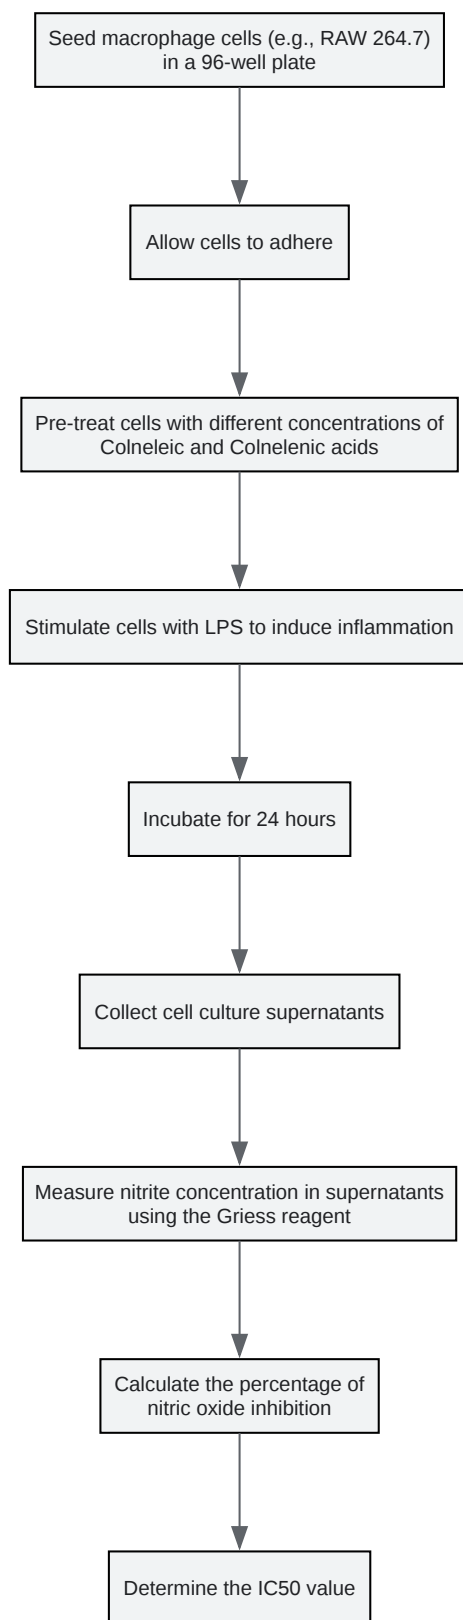 Seed macrophage cells (e.g., RAW 264.7)
in a 96-well plate
Allow cells to adhere
Pre-treat cells with different concentrations of
Colneleic and Colnelenic acids
Stimulate cells with LPS to induce inflammation
Incubate for 24 hours
Collect cell culture supernatants
Measure nitrite concentration in supernatants
using the Griess reagent
Calculate the percentage of
nitric oxide inhibition
Determine the IC50 value